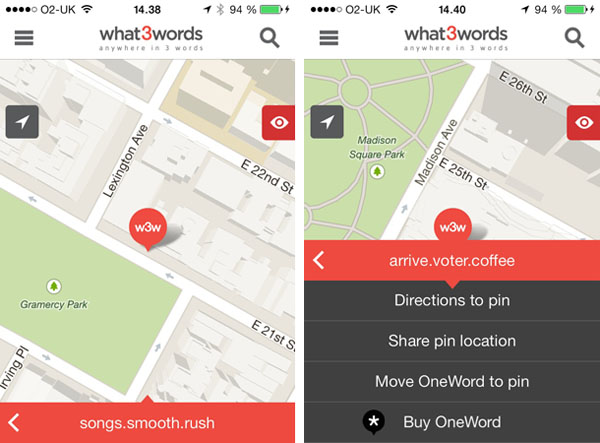 O2-UK 14.38 94 %
what3words
anywhere in 3 words
Lexington Ave
E 22nd St
w3w
Gramercy Park
E 21st S
Irving Pl
songs.smooth.rush
O2-UK 14.40 94 %
what3words
anywhere in 3 words
E 26th St
Madison
Square Park
Madison Ave
E 25th St
w3w
arrive.voter.coffee
Directions to pin
Share pin location
Move OneWord to pin
Buy OneWord